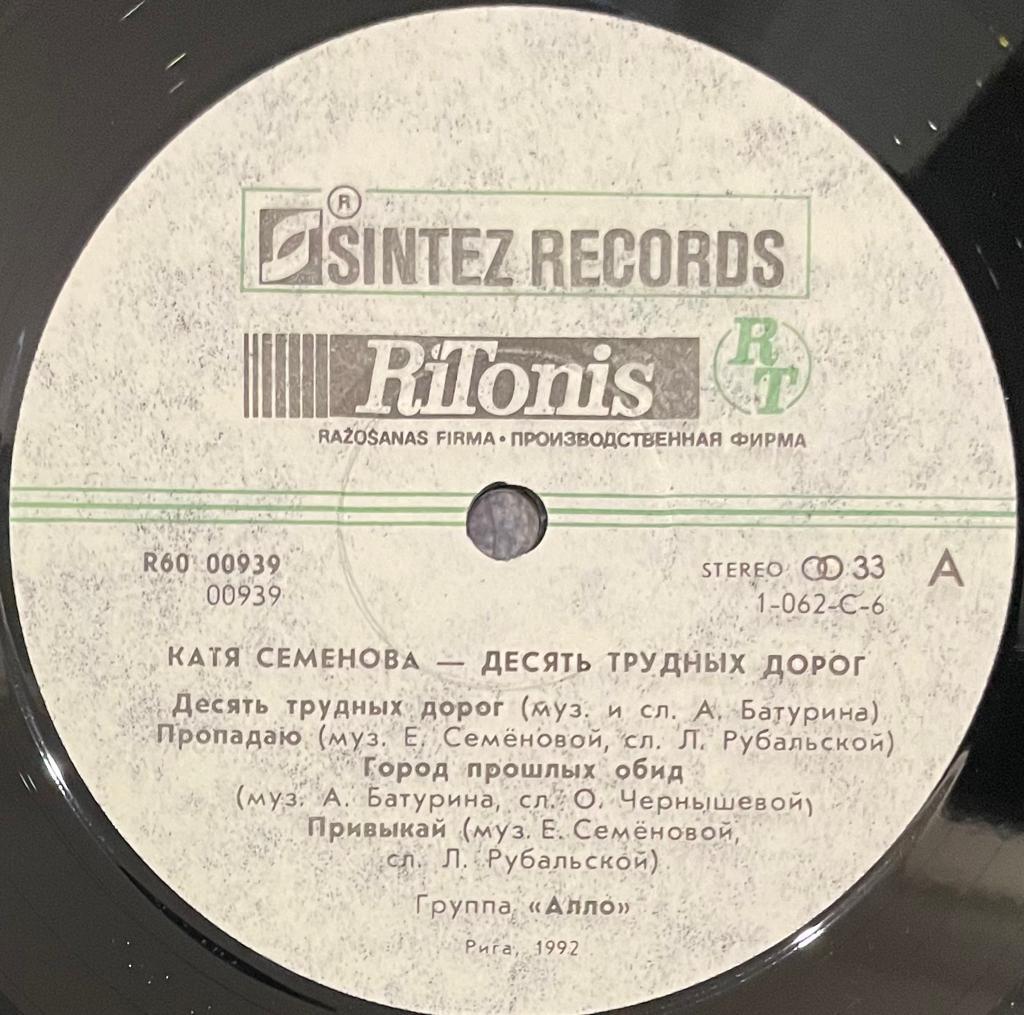 ®
SINTEZ RECORDS
RiTonis RT
RAŽOŠANAS FIRMA • ПРОИЗВОДСТВЕННАЯ ФИРМА
R60 00939
00939
STEREO 33 A
1-062-С-6
КАТЯ СЕМЕНОВА — ДЕСЯТЬ ТРУДНЫХ ДОРОГ
Десять трудных дорог (муз. и сл. А. Батурина)
Пропадаю (муз. Е. Семёновой, сл. Л. Рубальской)
Город прошлых обид
(муз. А. Батурина, сл. О. Чернышевой)
Привыкай (муз. Е. Семёновой,
сл. Л. Рубальской)
Группа «Алло»
Рига, 1992